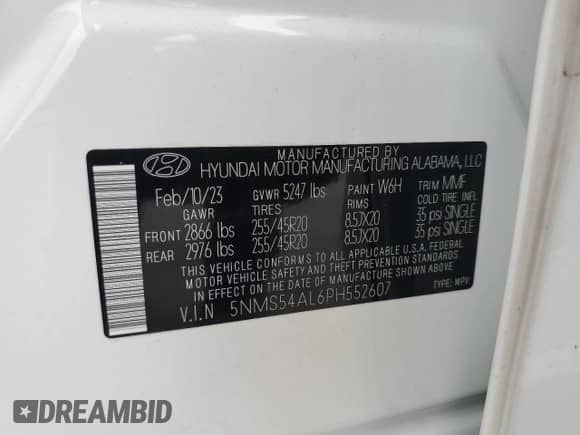 MANUFACTURED BY
HYUNDAI MOTOR MANUFACTURING ALABAMA, LLC
Feb/10/23 GVWR 5247 lbs PAINT W6H TRIM MMF
GAWR TIRES RIMS COLD TIRE INFL.
FRONT 2866 lbs 255/45R20 8.5JX20 35 psi SINGLE
REAR 2976 lbs 255/45R20 8.5JX20 35 psi SINGLE
THIS VEHICLE CONFORMS TO ALL APPLICABLE U.S.A. FEDERAL
MOTOR VEHICLE SAFETY AND THEFT PREVENTION STANDARDS
IN EFFECT ON THE DATE OF MANUFACTURE SHOWN ABOVE.
V.I.N 5NMS54AL6PH552607 TYPE: MPV
DREAMBID